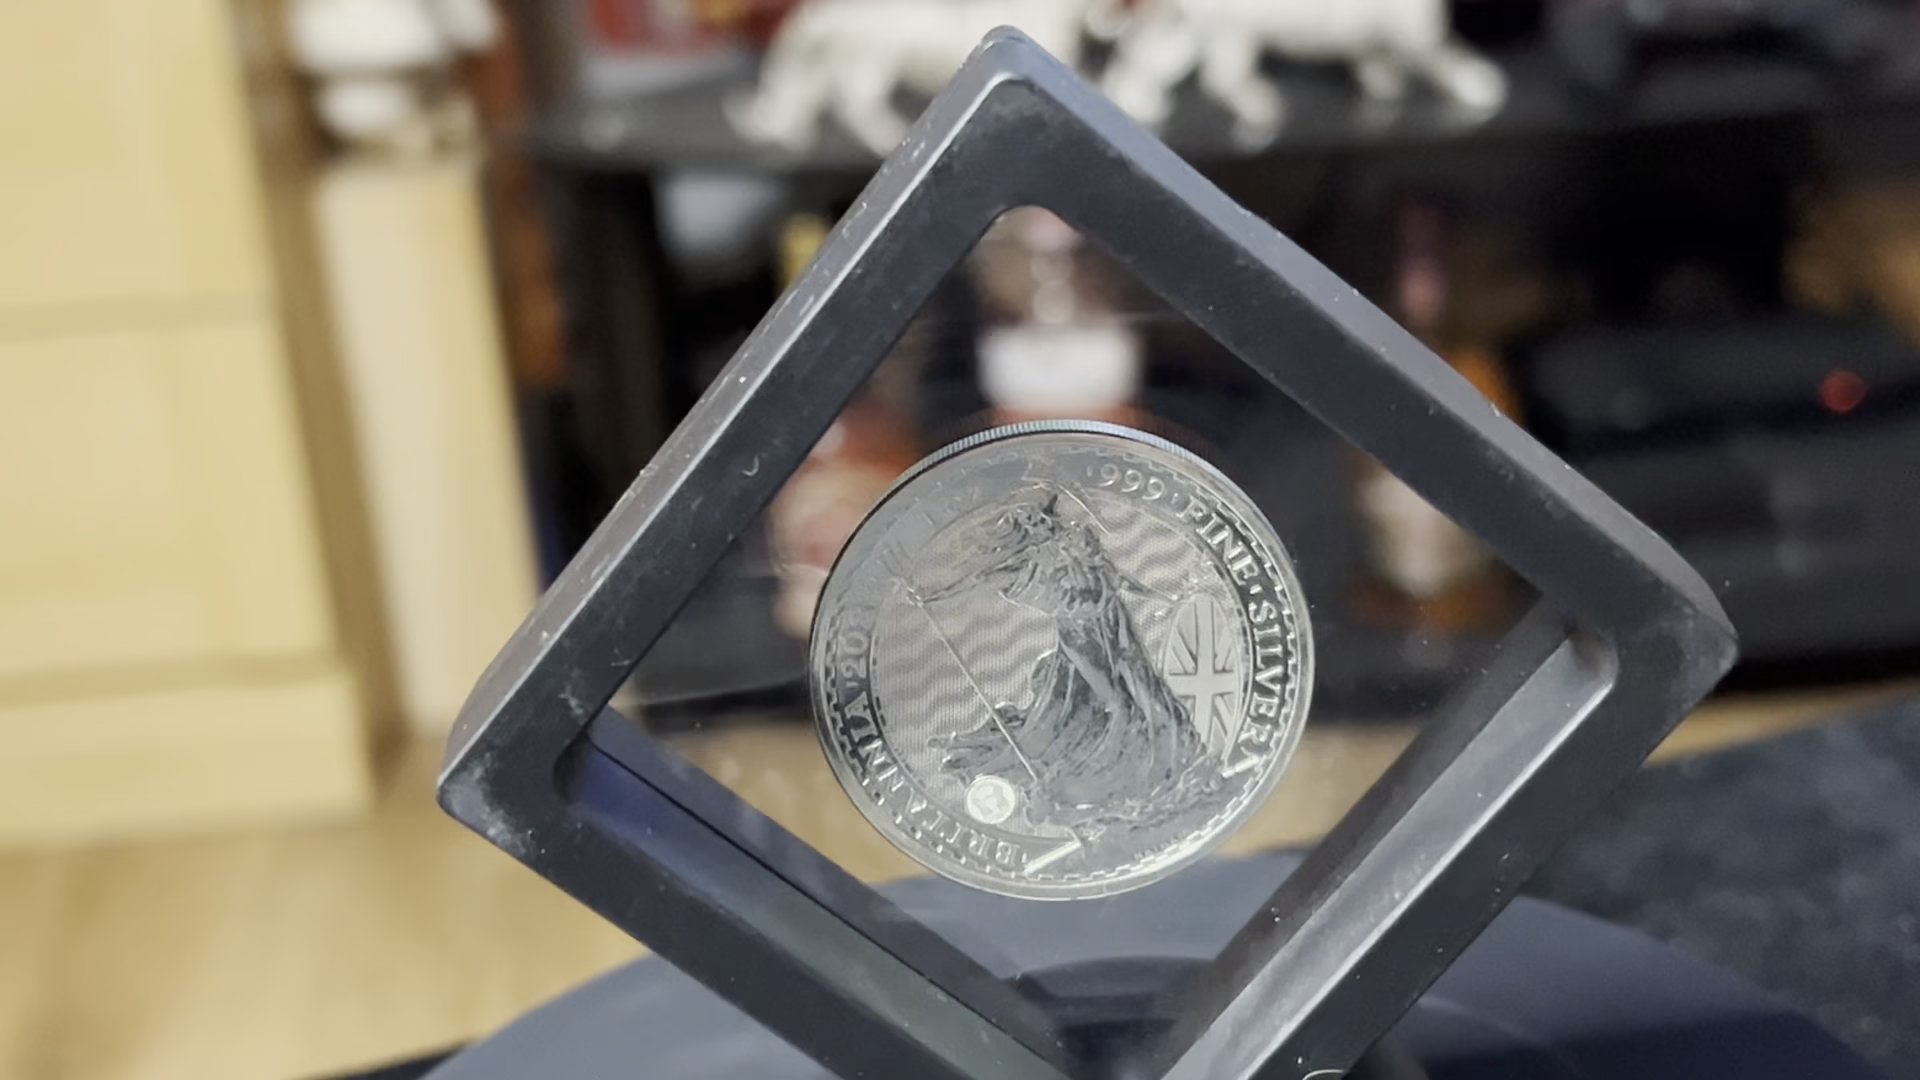 1 OZ
999 · FINE · SILVER
BRITANNIA